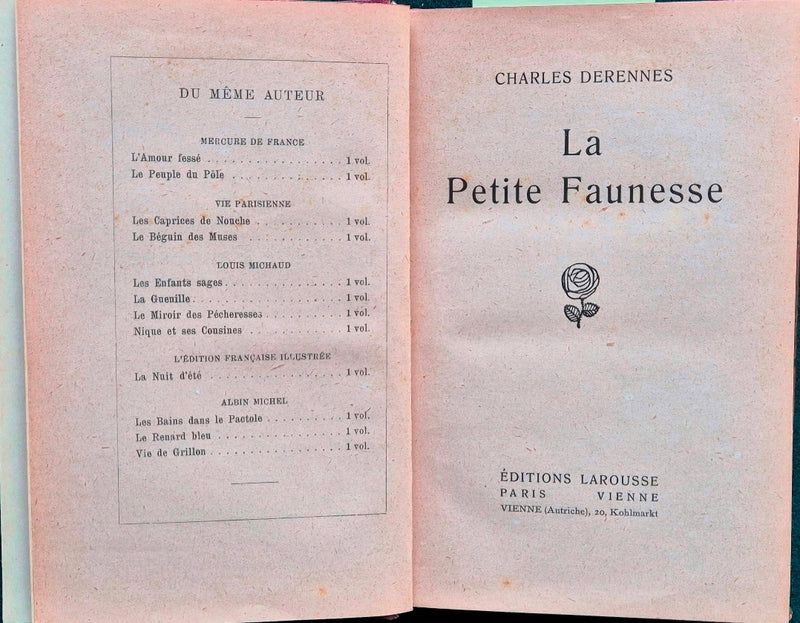 DU MÊME AUTEUR
MERCURE DE FRANCE
L'Amour fessé . . . . . . . . . . . . . . . . 1 vol.
Le Peuple du Pôle . . . . . . . . . . . . . 1 vol.
VIE PARISIENNE
Les Caprices de Nouche . . . . . . . . . . 1 vol.
Le Béguin des Muses . . . . . . . . . . . 1 vol.
LOUIS MICHAUD
Les Enfants sages . . . . . . . . . . . . . 1 vol.
La Guenille . . . . . . . . . . . . . . . . . 1 vol.
Le Miroir des Pécheresses . . . . . . . . . 1 vol.
Nique et ses Cousines . . . . . . . . . . . 1 vol.
L'ÉDITION FRANÇAISE ILLUSTRÉE
La Nuit d'été . . . . . . . . . . . . . . . . 1 vol.
ALBIN MICHEL
Les Bains dans le Pactole . . . . . . . . . 1 vol.
Le Renard bleu . . . . . . . . . . . . . . 1 vol.
Vie de Grillon . . . . . . . . . . . . . . . 1 vol.
CHARLES DERENNES
La
Petite Faunesse
ÉDITIONS LAROUSSE
PARIS VIENNE
VIENNE (Autriche), 20, Kohlmarkt